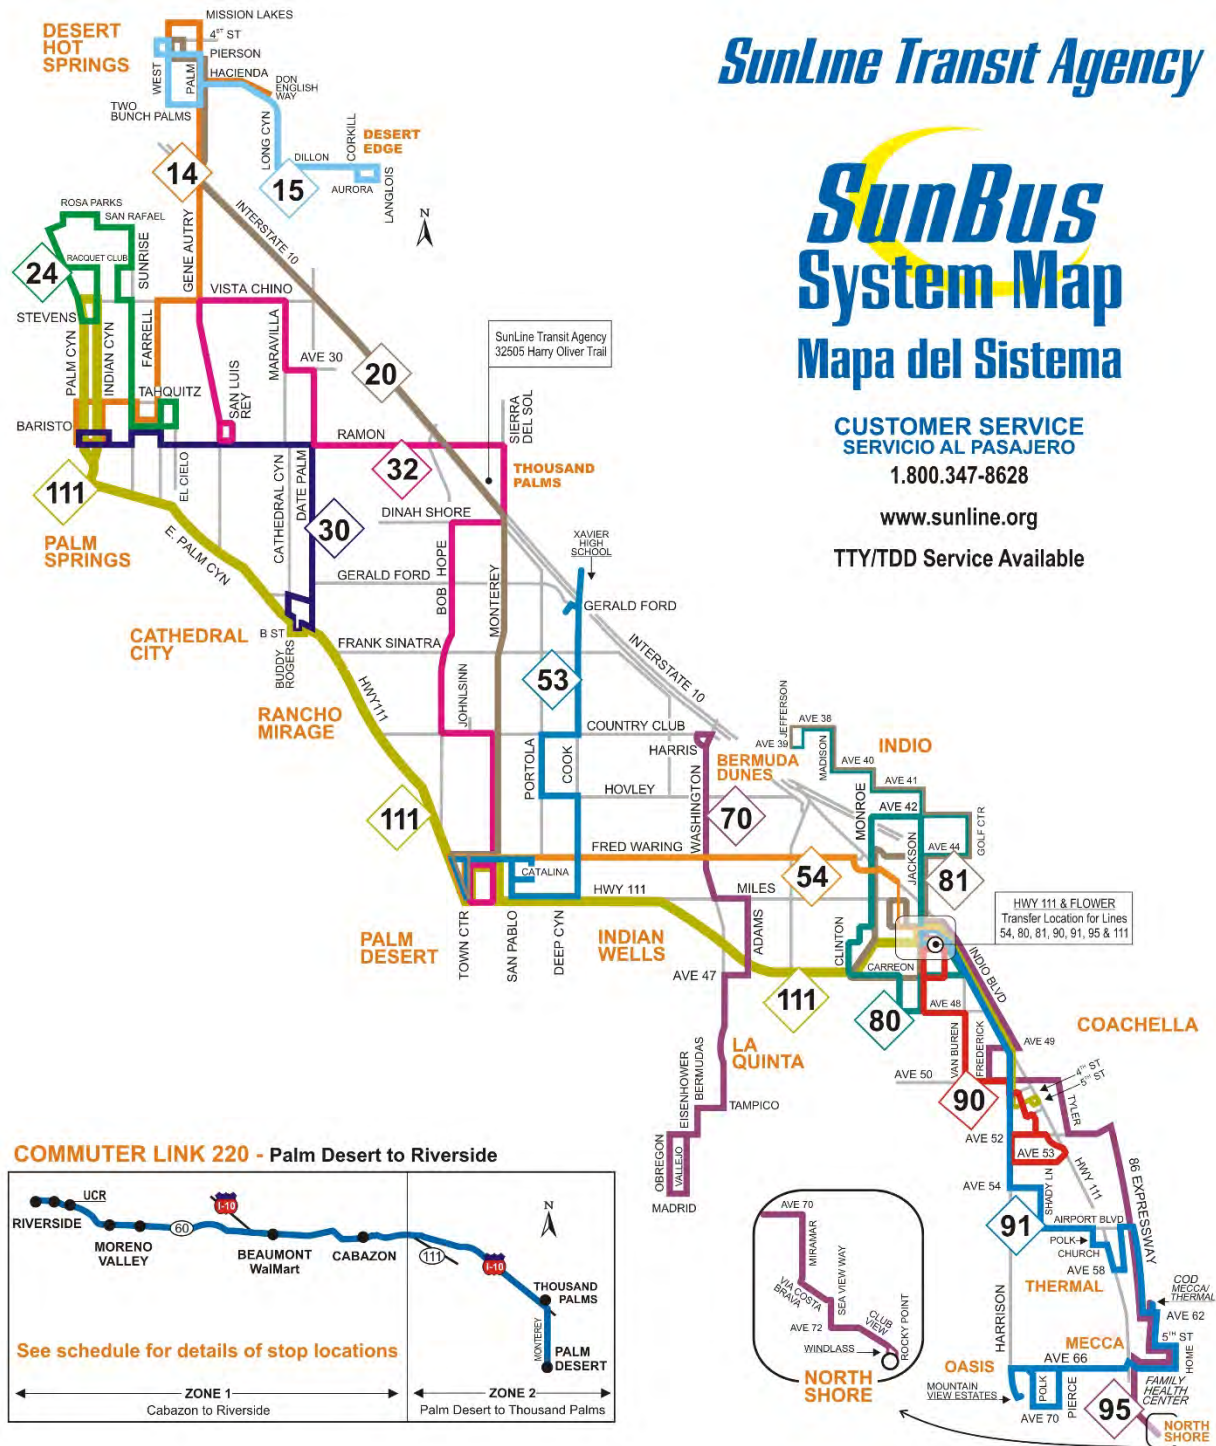 SunLine Transit Agency
SunBus
System Map
Mapa del Sistema
CUSTOMER SERVICE
SERVICIO AL PASAJERO
1.800.347-8628
www.sunline.org
TTY/TDD Service Available
MISSION LAKES
4ST ST
DESERT
HOT
SPRINGS
PIERSON
WEST
PALM
HACIENDA
DON
ENGLISH
WAY
TWO
BUNCH PALMS
LONG CYN
CORKILL
DESERT
EDGE
DILLON
AURORA
LANGLOIS
14
15
N
ROSA PARKS
SAN RAFAEL
RACQUET CLUB
SUNRISE
GENE AUTRY
INTERSTATE 10
24
VISTA CHINO
STEVENS
PALM CYN
INDIAN CYN
FARRELL
MARAVILLA
AVE 30
SunLine Transit Agency
32505 Harry Oliver Trail
20
TAHQUITZ
SAN LUIS
REY
SIERRA
DEL SOL
BARISTO
RAMON
32
THOUSAND
PALMS
111
EL CIELO
CATHEDRAL CYN
DATE PALM
30
DINAH SHORE
PALM
SPRINGS
E. PALM CYN
XAVIER
HIGH
SCHOOL
GERALD FORD
BOB HOPE
MONTEREY
GERALD FORD
CATHEDRAL
CITY
B ST
BUDDY
ROGERS
FRANK SINATRA
INTERSTATE 10
HWY111
53
RANCHO
MIRAGE
JOHNLSINN
COUNTRY CLUB
HARRIS
PORTOLA
COOK
HOVLEY
WASHINGTON
BERMUDA
DUNES
JEFFERSON
AVE 38
AVE 39
MADISON
AVE 40
INDIO
AVE 41
MONROE
AVE 42
GOLF CTR
JACKSON
AVE 44
111
70
FRED WARING
54
81
CATALINA
HWY 111
MILES
HWY 111 & FLOWER
Transfer Location for Lines
54, 80, 81, 90, 91, 95 & 111
PALM
DESERT
TOWN CTR
SAN PABLO
DEEP CYN
INDIAN
WELLS
ADAMS
CLINTON
AVE 47
111
CARREON
INDIO BLVD
80
AVE 48
COACHELLA
LA
QUINTA
VAN BUREN
FREDERICK
AVE 49
AVE 50
4TH ST
5TH ST
90
EISENHOWER
BERMUDAS
TAMPICO
TYLER
AVE 52
AVE 53
HWY 111
OBREGON
VALLEJO
MADRID
AVE 54
SHADY LN
86 EXPRESSWAY
91
AIRPORT BLVD
POLK
CHURCH
AVE 58
THERMAL
COD
MECCA/
THERMAL
AVE 62
HARRISON
5TH ST
MECCA
HOME
OASIS
AVE 66
MOUNTAIN
VIEW ESTATES
POLK
PIERCE
AVE 70
FAMILY
HEALTH
CENTER
95
NORTH
SHORE
COMMUTER LINK 220 - Palm Desert to Riverside
UCR
RIVERSIDE
MORENO
VALLEY
60
I-10
BEAUMONT
WalMart
CABAZON
111
I-10
N
THOUSAND
PALMS
MONTEREY
PALM
DESERT
See schedule for details of stop locations
ZONE 1
Cabazon to Riverside
ZONE 2
Palm Desert to Thousand Palms
AVE 70
MIRAMAR
VIA COSTA
BRAVA
SEA VIEW WAY
AVE 72
CLUB
VIEW
ROCKY POINT
WINDLASS
NORTH
SHORE